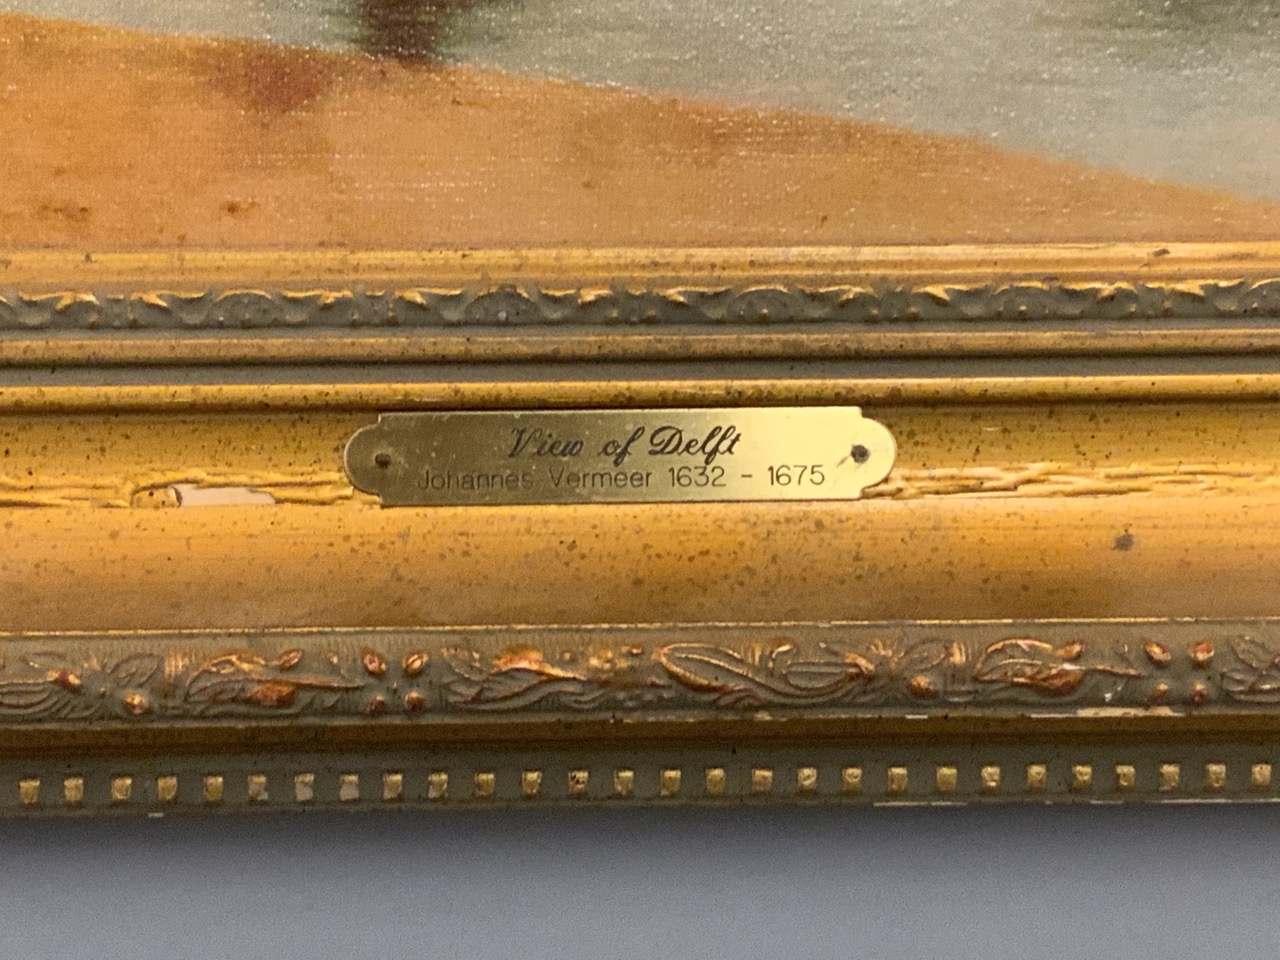 View of Delft
Johannes Vermeer 1632 - 1675